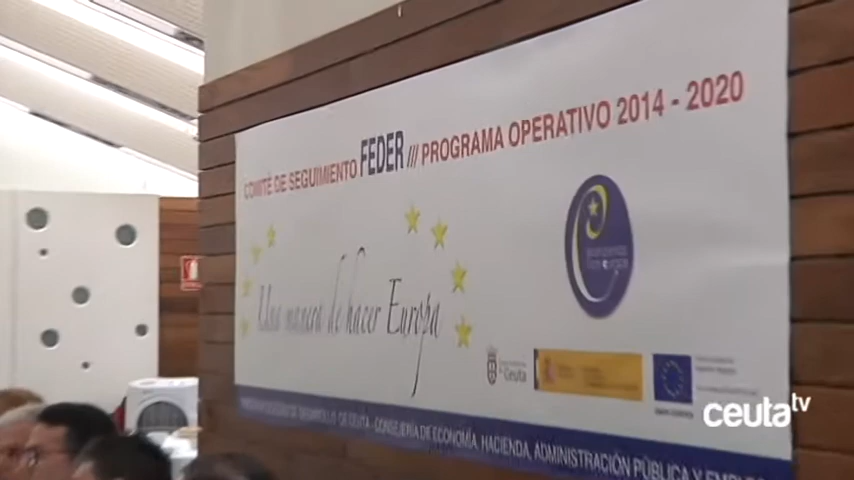 COMITÉ DE SEGUIMIENTO FEDER /// PROGRAMA OPERATIVO 2014 - 2020
Una manera de hacer Europa
Ceuta
DE CEUTA - CONSEJERÍA DE ECONOMÍA, HACIENDA, ADMINISTRACIÓN PÚBLICA Y EMPLEO
ceuta tv